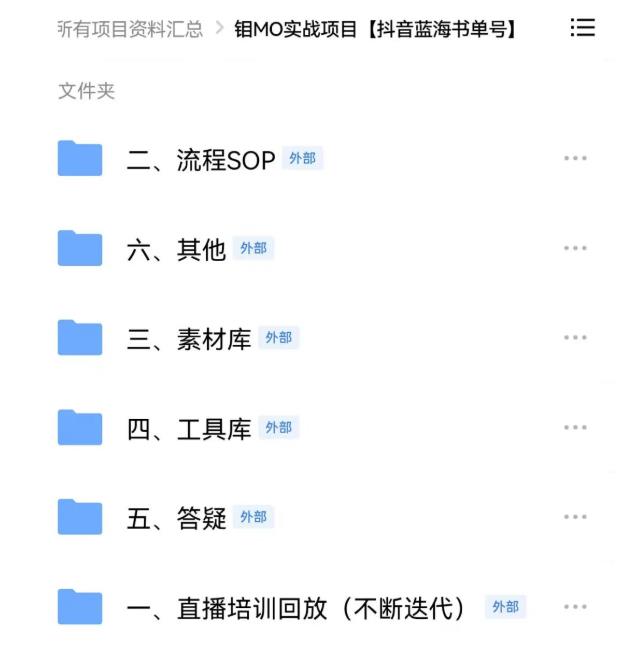 所有项目资料汇总 > 钼MO实战项目【抖音蓝海书单号】
文件夹
二、流程SOP 外部
六、其他 外部
三、素材库 外部
四、工具库 外部
五、答疑 外部
一、直播培训回放（不断迭代） 外部